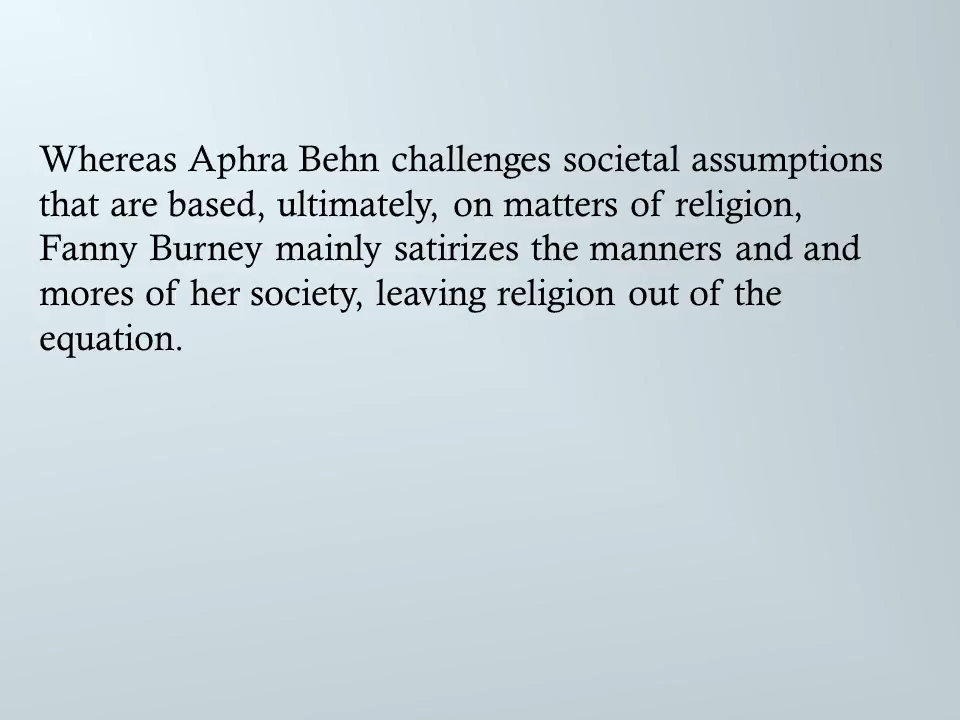 Whereas Aphra Behn challenges societal assumptions
that are based, ultimately, on matters of religion,
Fanny Burney mainly satirizes the manners and and
mores of her society, leaving religion out of the
equation.